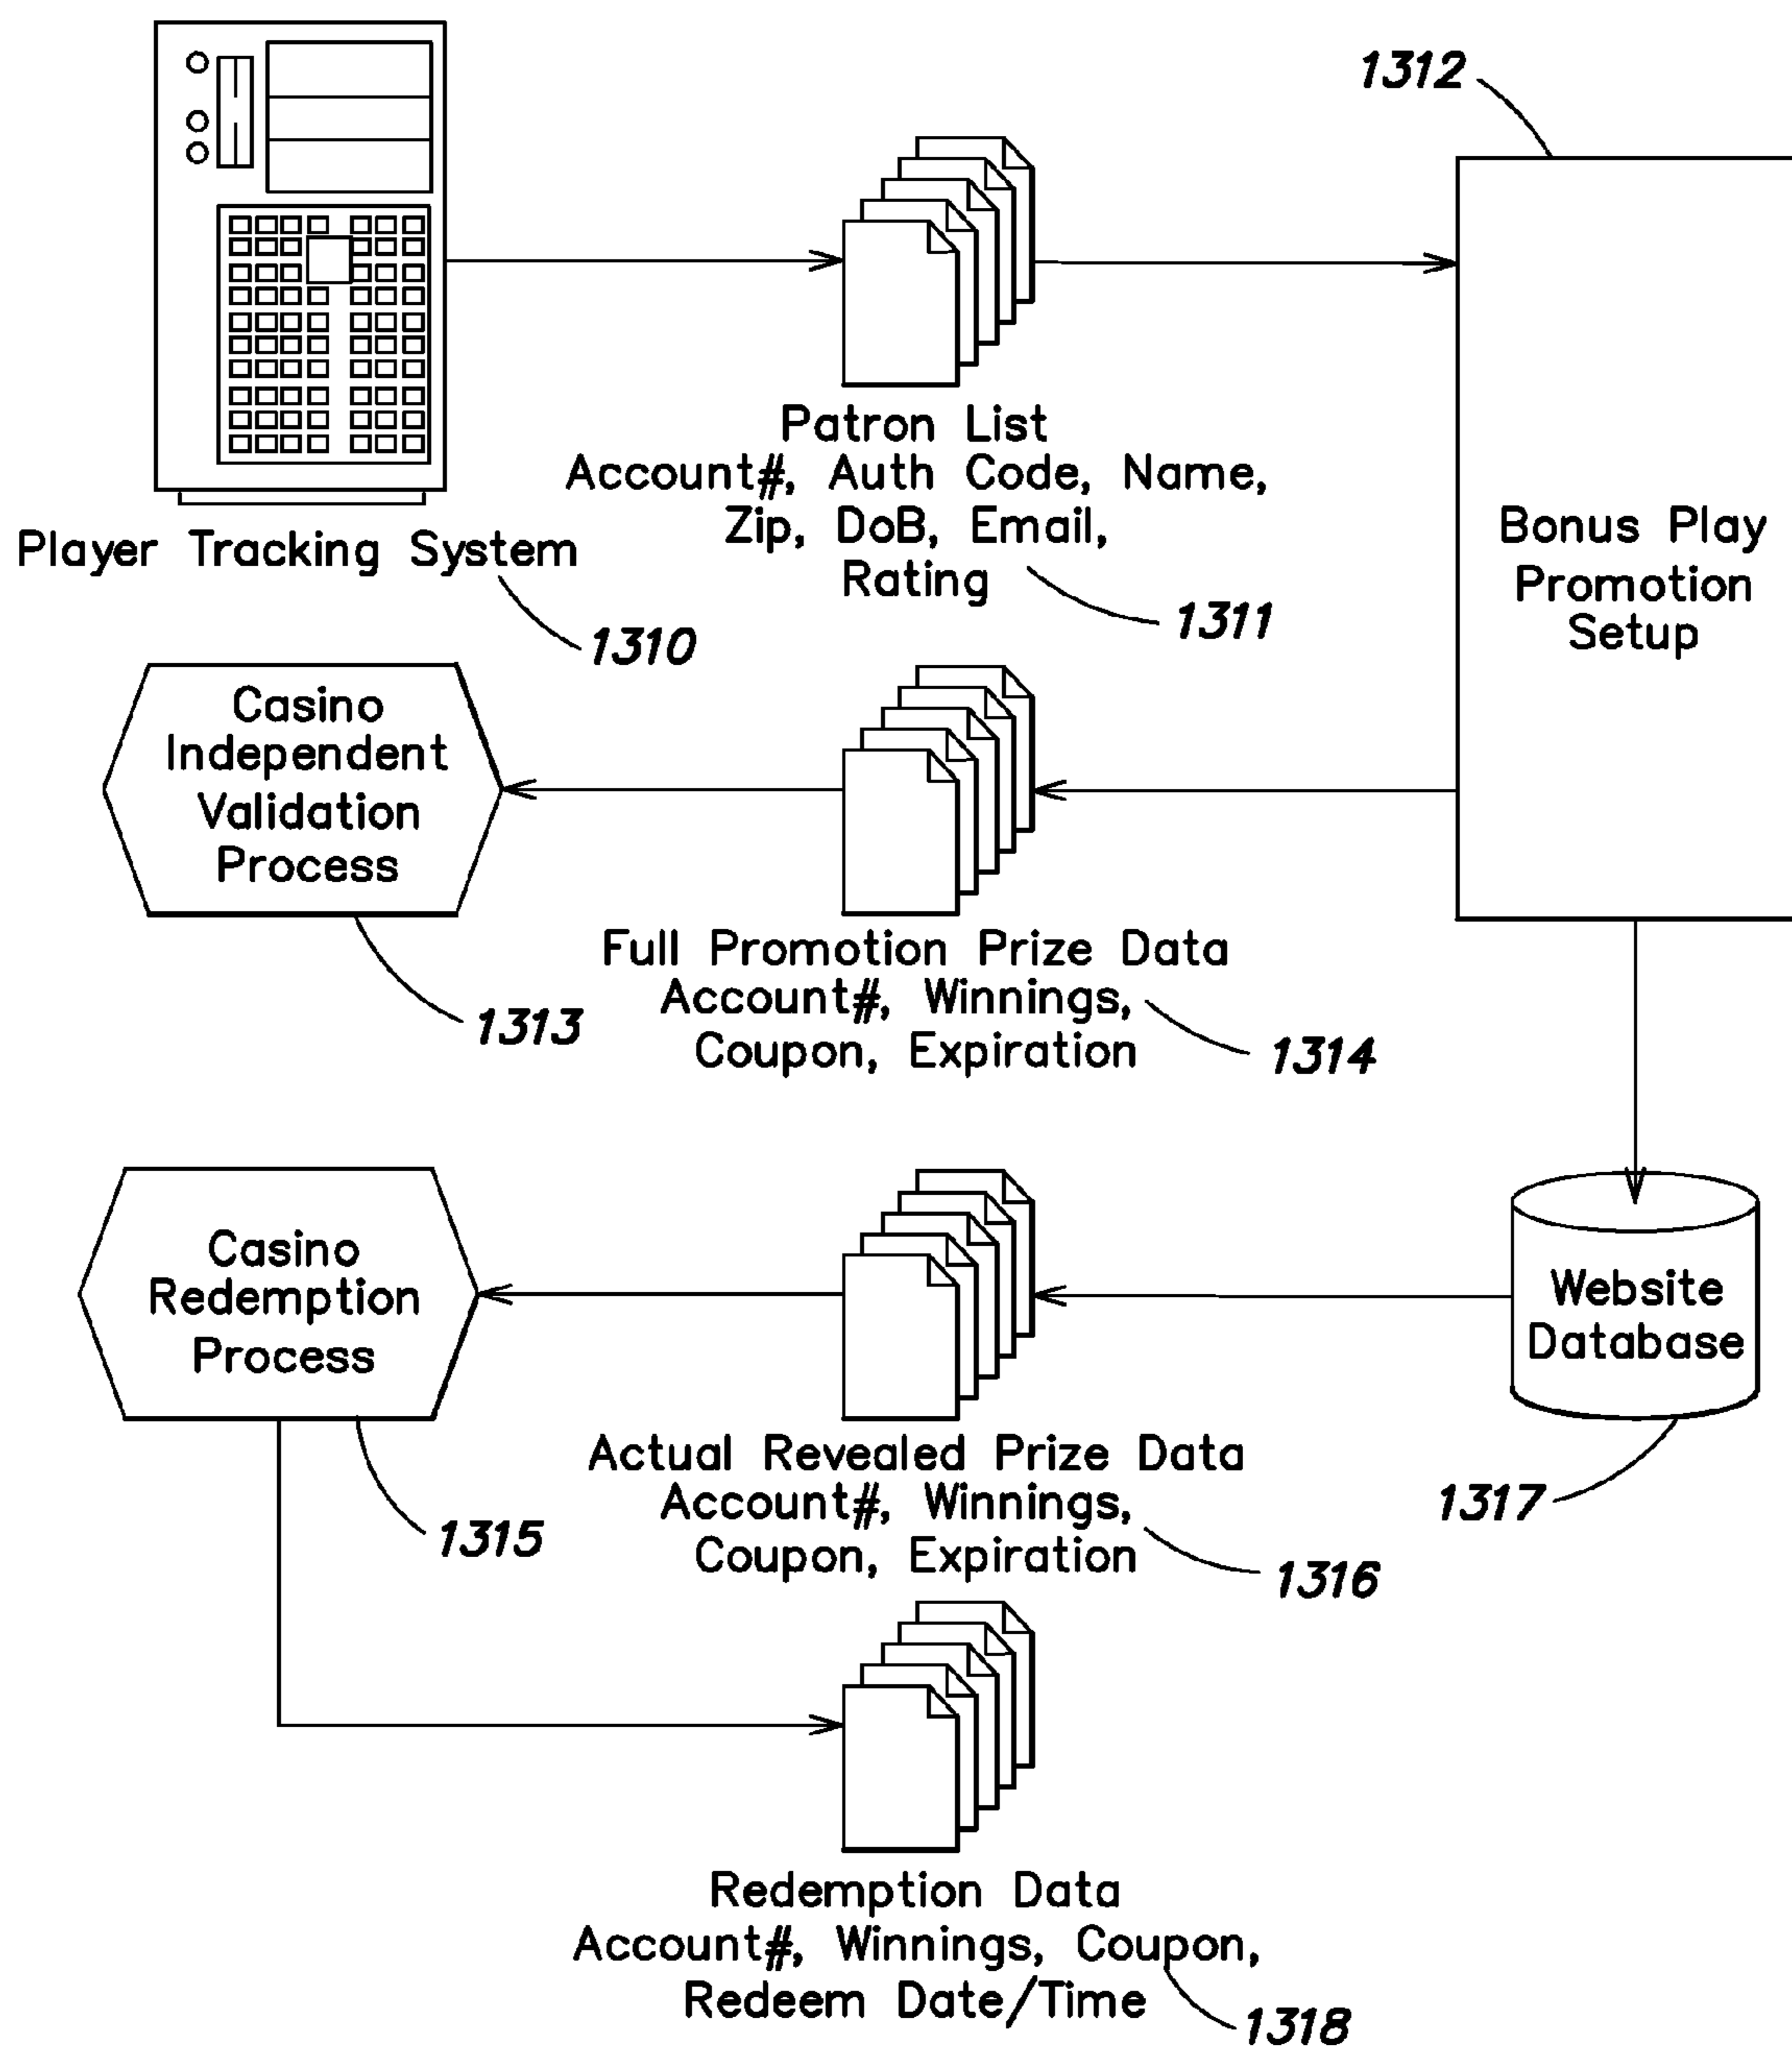 1312
Patron List
Account#, Auth Code, Name,
Zip, DoB, Email,
Rating
1311
Player Tracking System
1310
Bonus Play
Promotion
Setup
Casino
Independent
Validation
Process
1313
Full Promotion Prize Data
Account#, Winnings,
Coupon, Expiration
1314
Casino
Redemption
Process
1315
Actual Revealed Prize Data
Account#, Winnings,
Coupon, Expiration
1316
Website
Database
1317
Redemption Data
Account#, Winnings, Coupon,
Redeem Date/Time
1318